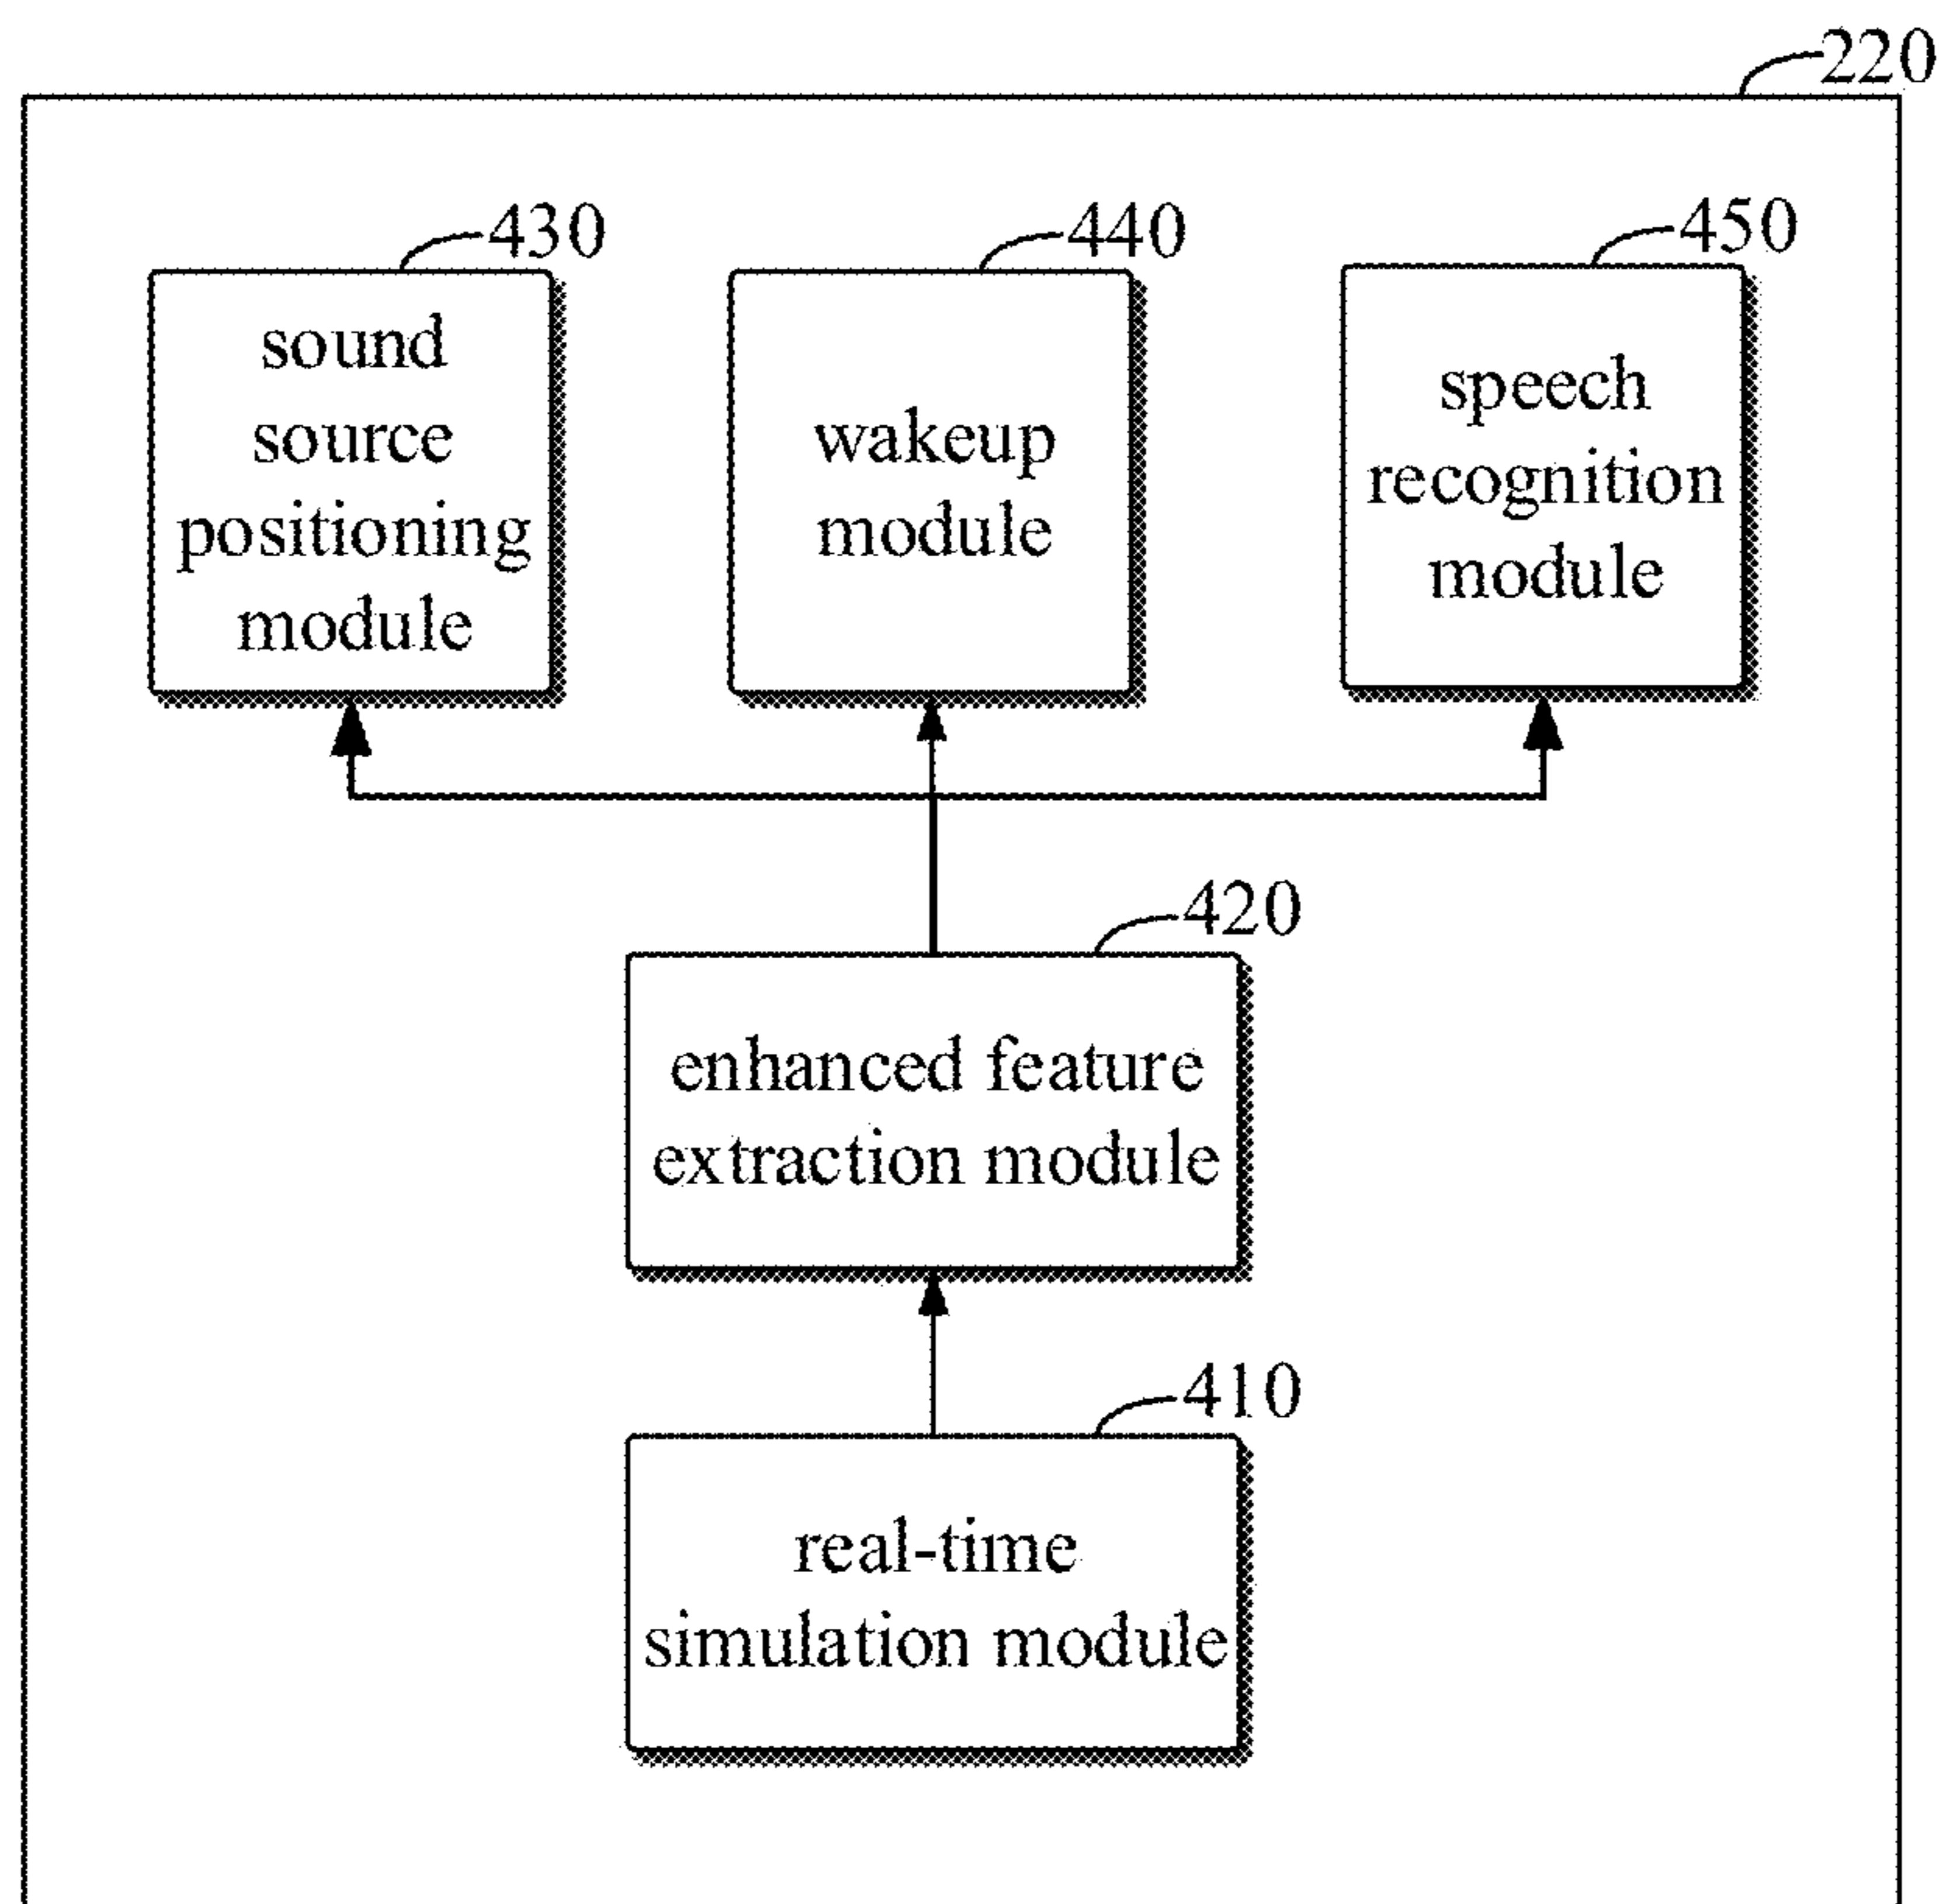 220
430
sound
source
positioning
module
440
wakeup
module
450
speech
recognition
module
420
enhanced feature
extraction module
410
real-time
simulation module